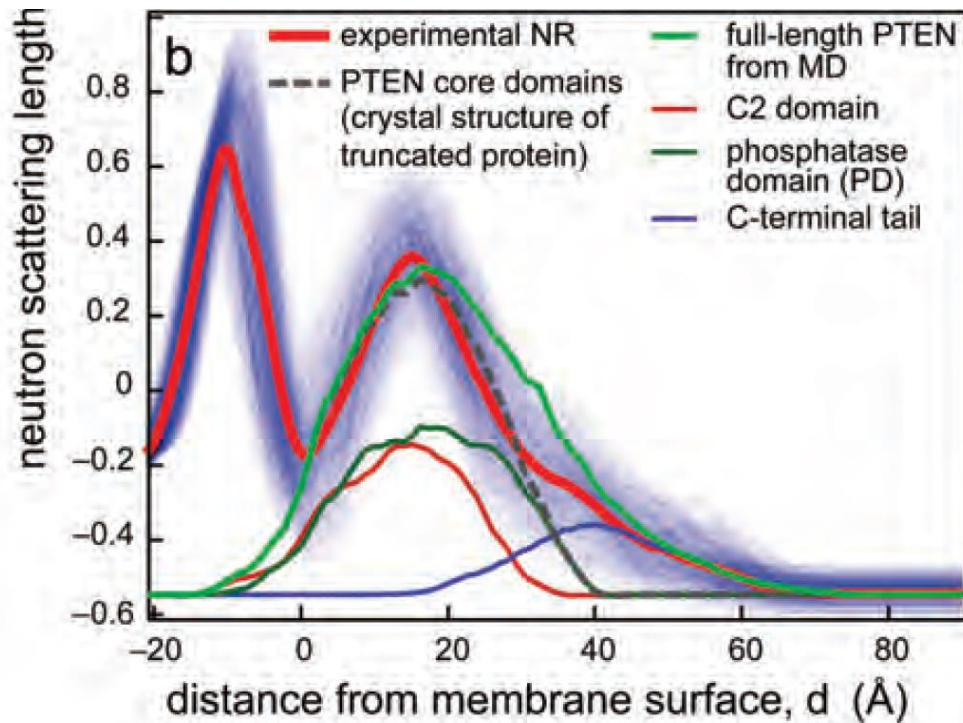 b
experimental NR
PTEN core domains
(crystal structure of
truncated protein)
full-length PTEN
from MD
C2 domain
phosphatase
domain (PD)
C-terminal tail
neutron scattering length
0.8
0.6
0.4
0.2
0
−0.2
−0.4
−0.6
−20
0
20
40
60
80
distance from membrane surface, d (Å)